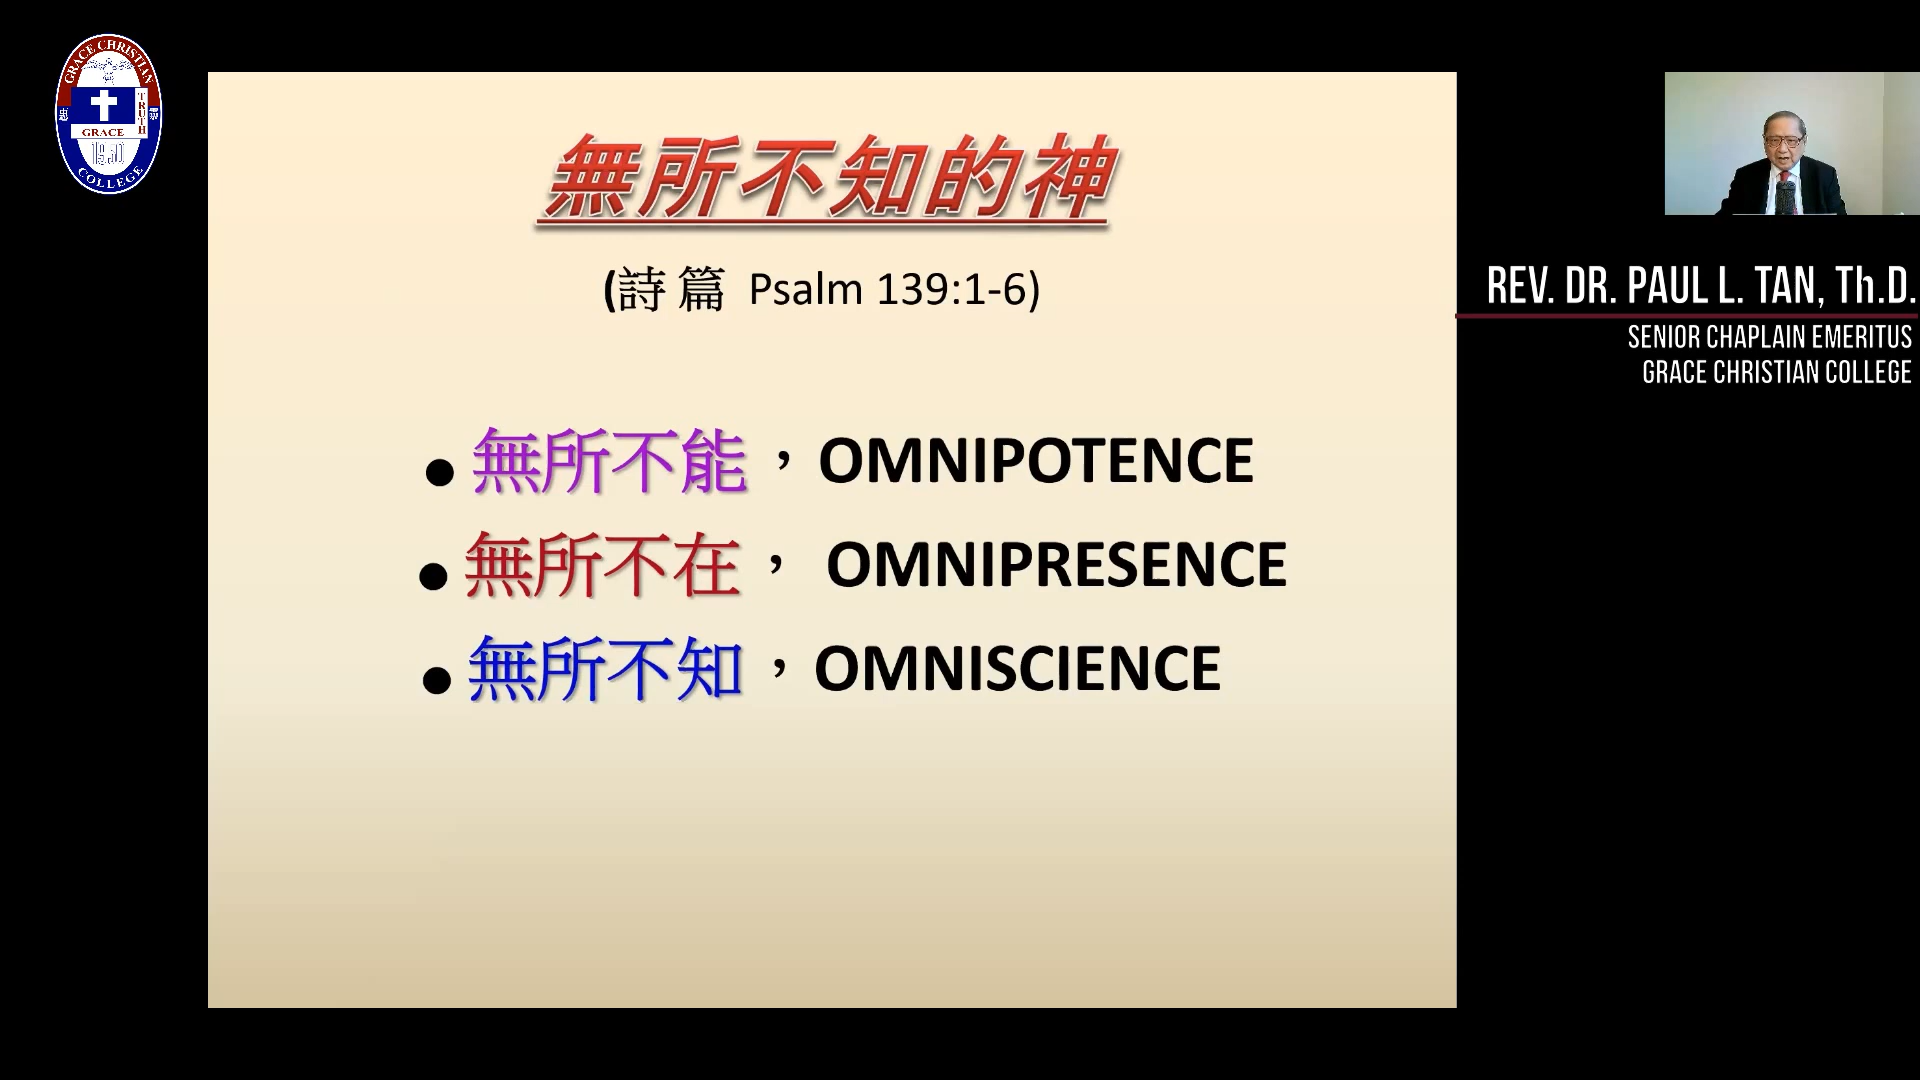 GRACE CHRISTIAN
TRUTH
GRACE
1950
COLLEGE
無所不知的神
(詩 篇 Psalm 139:1-6)
• 無所不能，OMNIPOTENCE
• 無所不在， OMNIPRESENCE
• 無所不知，OMNISCIENCE
REV. DR. PAUL L. TAN, Th.D.
SENIOR CHAPLAIN EMERITUS
GRACE CHRISTIAN COLLEGE